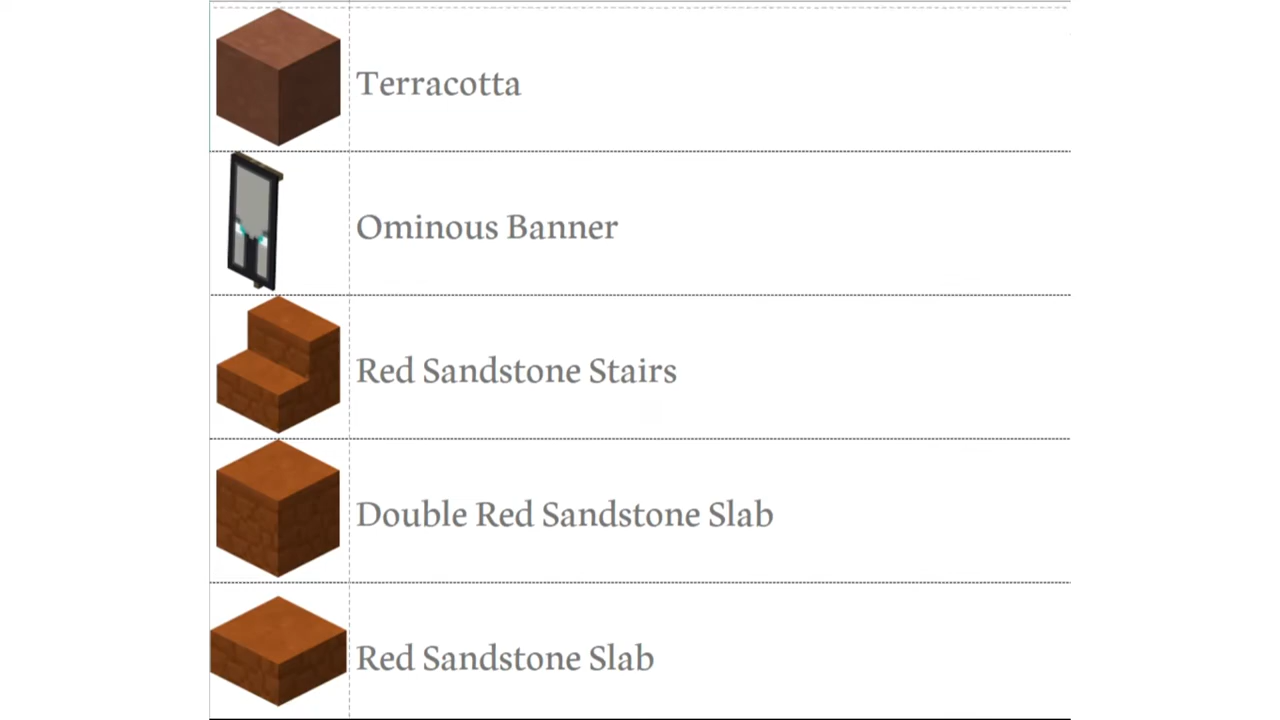 Terracotta
Ominous Banner
Red Sandstone Stairs
Double Red Sandstone Slab
Red Sandstone Slab